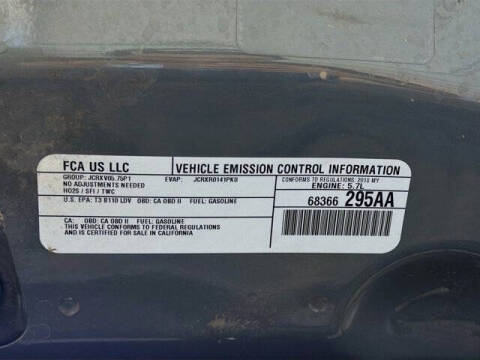 FCA US LLC
VEHICLE EMISSION CONTROL INFORMATION
GROUP: JCRXV05.75P1 EVAP: JCRXR0141PK0
NO ADJUSTMENTS NEEDED
HO2S / SFI / TWC
CONFORMS TO REGULATIONS: 2018 MY
ENGINE: 5.7L
U.S. EPA: T3 B110 LDV OBD: CA OBD II FUEL: GASOLINE
68366 295AA
CA: OBD: CA OBD II FUEL: GASOLINE
THIS VEHICLE CONFORMS TO FEDERAL REGULATIONS
AND IS CERTIFIED FOR SALE IN CALIFORNIA